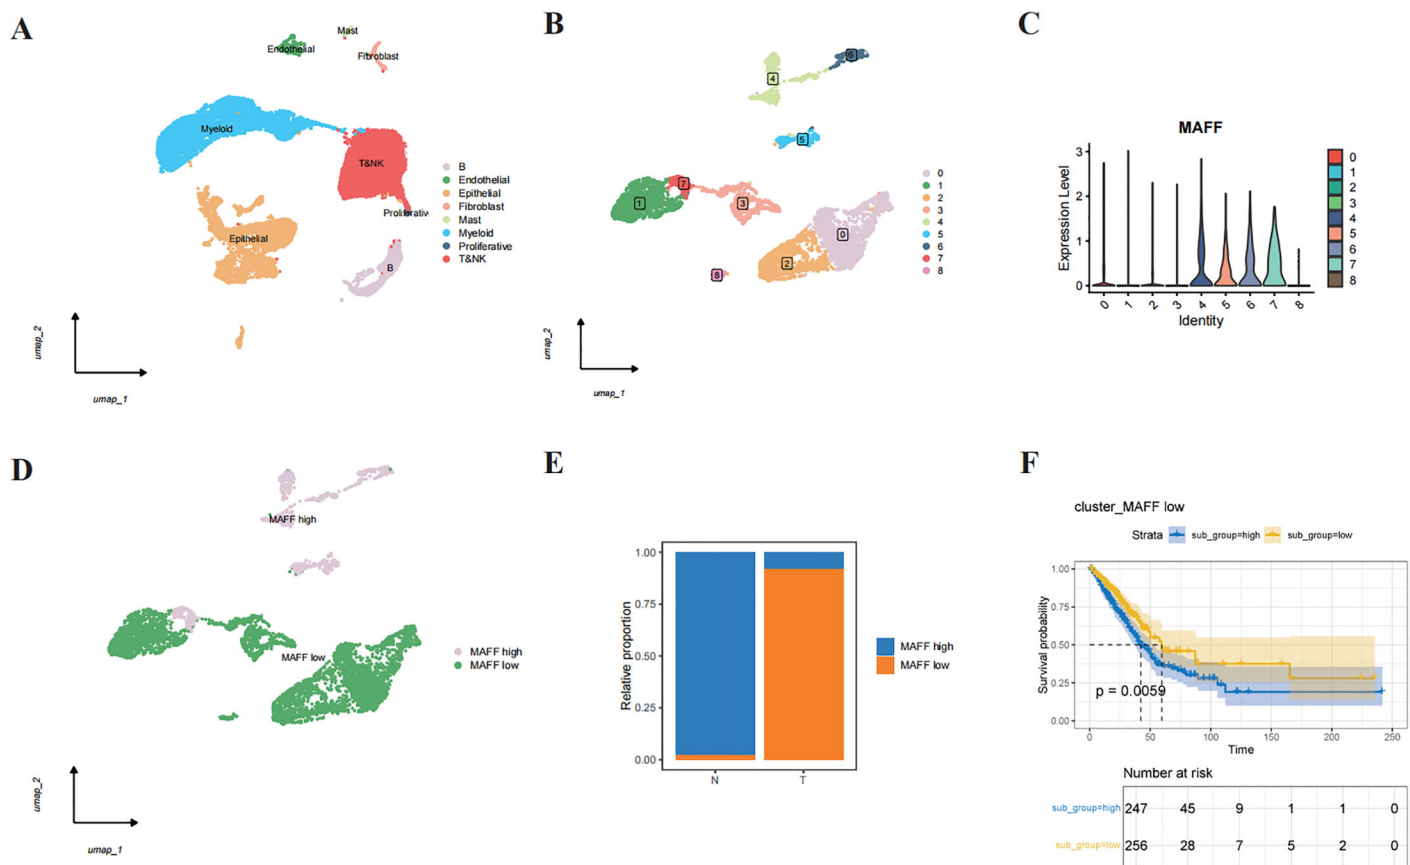 A
Mast
Endothelial
Fibroblast
Myeloid
T&NK
Proliferativ
Epithelial
B
B
Endothelial
Epithelial
Fibroblast
Mast
Myeloid
Proliferative
T&NK
umap_2
umap_1
B
6
4
5
7
1
3
0
2
8
0
1
2
3
4
5
6
7
8
umap_2
umap_1
C
MAFF
Expression Level
3
2
1
0
0 1 2 3 4 5 6 7 8
Identity
0
1
2
3
4
5
6
7
8
D
MAFF high
MAFF low
MAFF high
MAFF low
umap_2
umap_1
E
Relative proportion
1.00
0.75
0.50
0.25
0.00
N T
MAFF high
MAFF low
F
cluster_MAFF low
Strata sub_group=high sub_group=low
Survival probability
1.00
0.75
0.50
0.25
0.00
p = 0.0059
0 50 100 150 200 250
Time
Number at risk
sub_group=high 247 45 9 1 1 0
sub_group=low 256 28 7 5 2 0